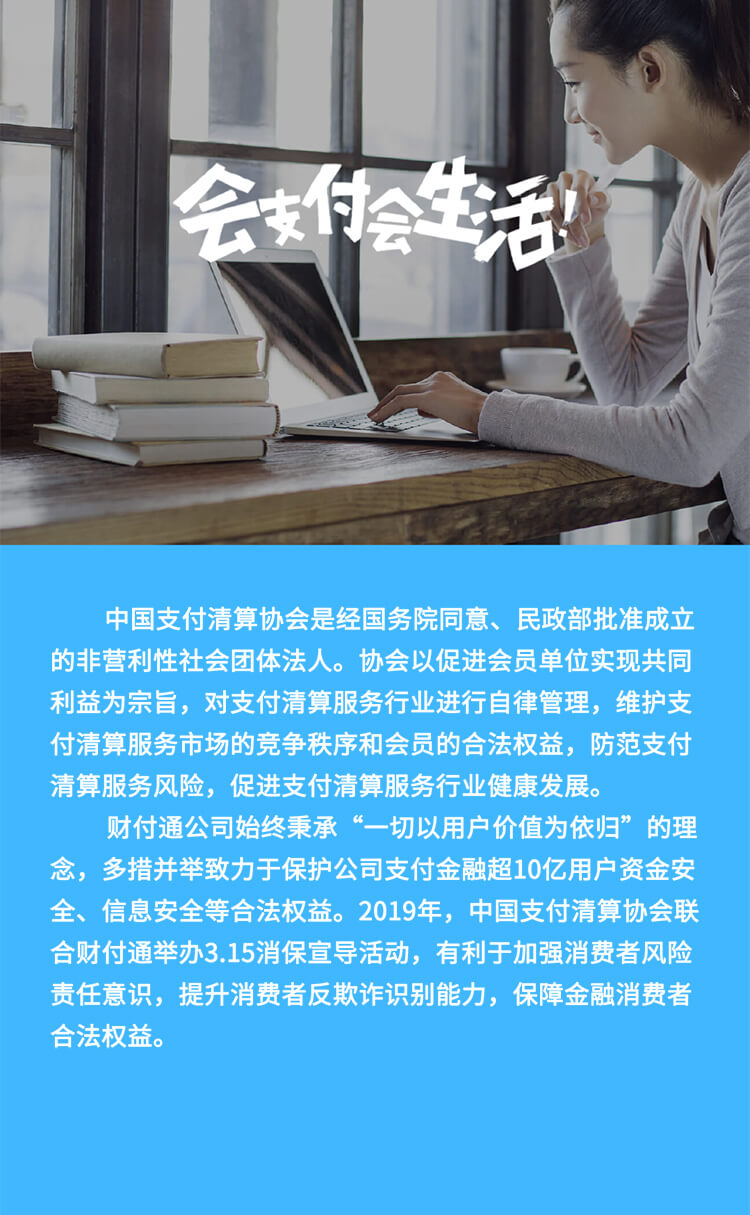 会支付会生活!
中国支付清算协会是经国务院同意、民政部批准成立
的非营利性社会团体法人。协会以促进会员单位实现共同
利益为宗旨，对支付清算服务行业进行自律管理，维护支
付清算服务市场的竞争秩序和会员的合法权益，防范支付
清算服务风险，促进支付清算服务行业健康发展。
财付通公司始终秉承“一切以用户价值为依归”的理
念，多措并举致力于保护公司支付金融超10亿用户资金安
全、信息安全等合法权益。2019年，中国支付清算协会联
合财付通举办3.15消保宣导活动，有利于加强消费者风险
责任意识，提升消费者反欺诈识别能力，保障金融消费者
合法权益。